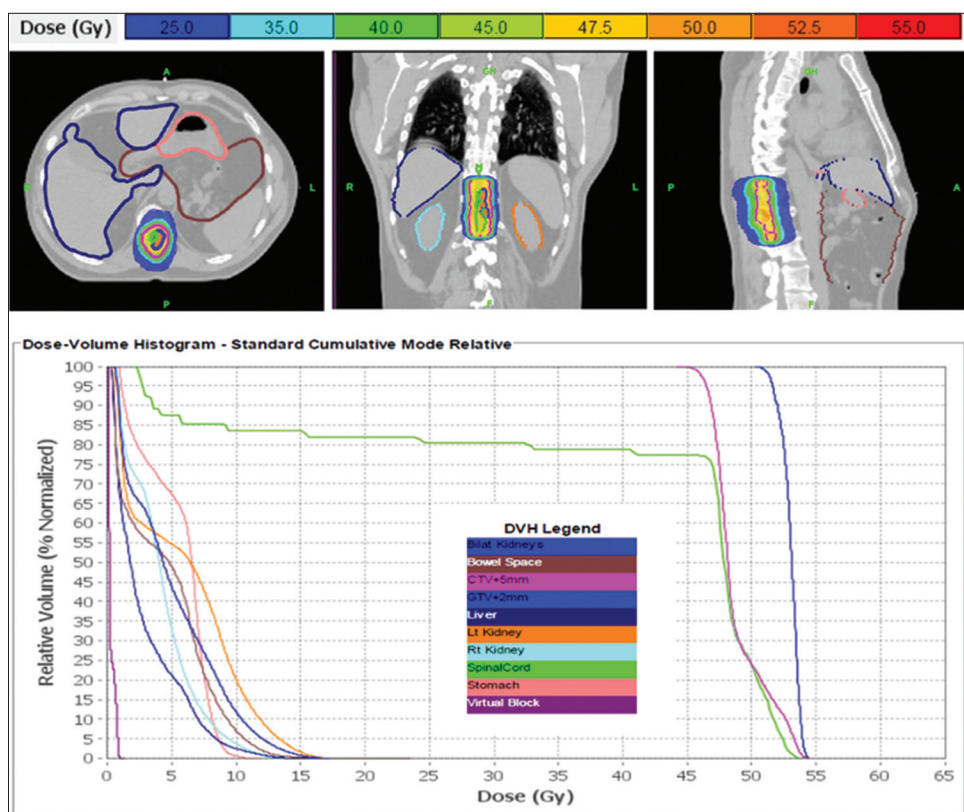 Dose (Gy) 25.0 35.0 40.0 45.0 47.5 50.0 52.5 55.0
A
L
P
GH
R
L
F
GH
P
A
F
Dose-Volume Histogram - Standard Cumulative Mode Relative
Relative Volume (% Normalized)
100
95
90
85
80
75
70
65
60
55
50
45
40
35
30
25
20
15
10
5
0
DVH Legend
Bilat Kidneys
Bowel Space
CTV+5mm
GTV+2mm
Liver
Lt Kidney
Rt Kidney
SpinalCord
Stomach
Virtual Block
0 5 10 15 20 25 30 35 40 45 50 55 60 65
Dose (Gy)